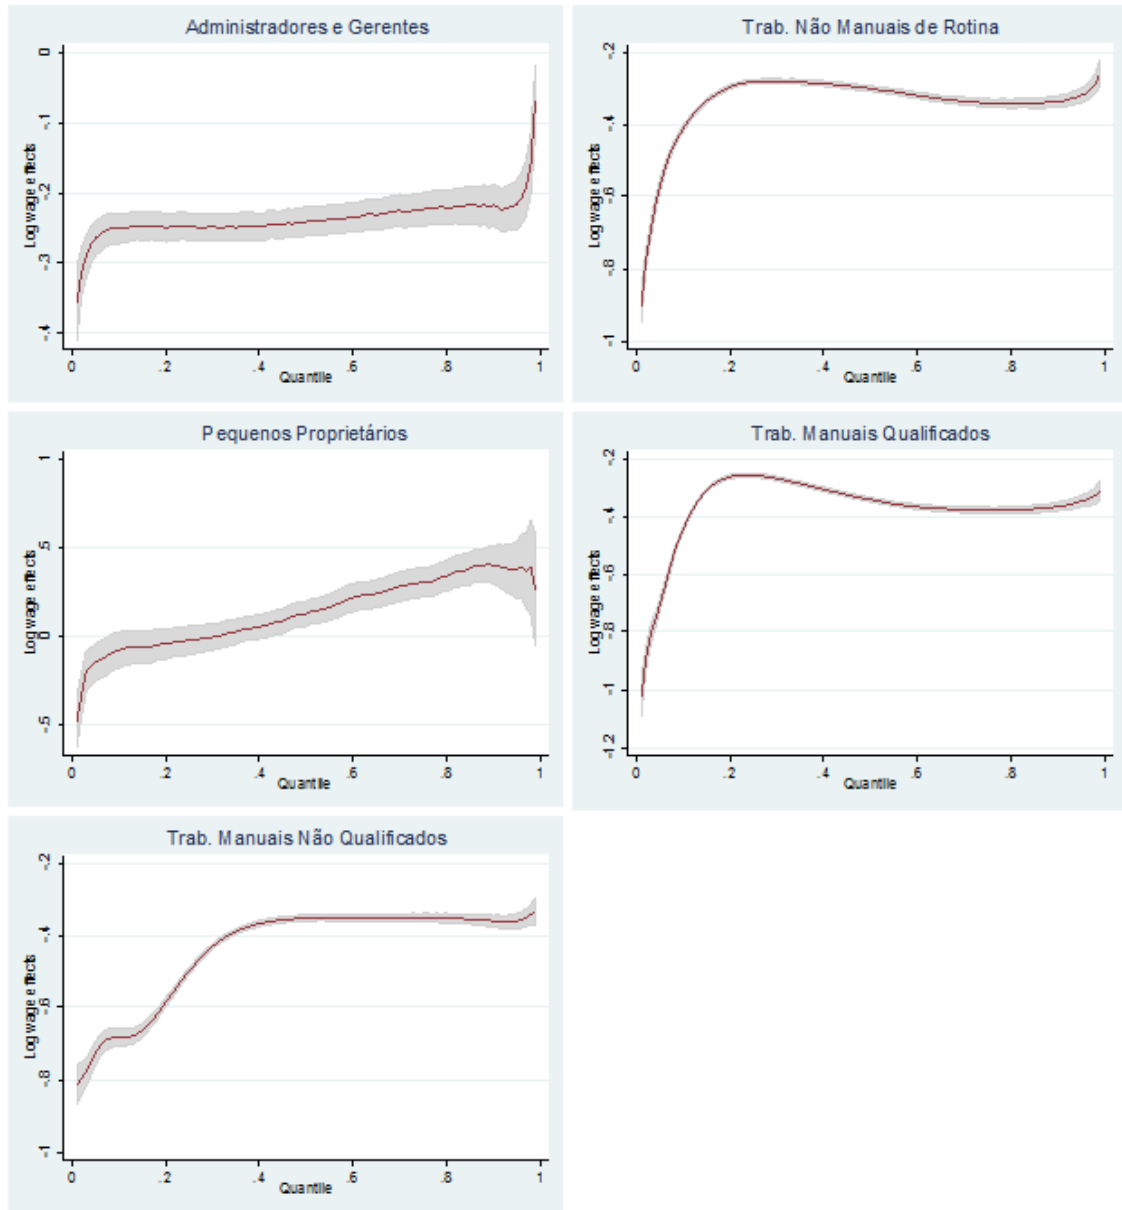 Administradores e Gerentes
Log wage effects
0
-.1
-.2
-.3
-.4
0 .2 .4 .6 .8 1
Quantile
Trab. Não Manuais de Rotina
Log wage effects
-.2
-.4
-.6
-.8
-1
0 .2 .4 .6 .8 1
Quantile
Pequenos Proprietários
Log wage effects
1
.5
0
-.5
0 .2 .4 .6 .8 1
Quantile
Trab. Manuais Qualificados
Log wage effects
-.2
-.4
-.6
-.8
-1
-1.2
0 .2 .4 .6 .8 1
Quantile
Trab. Manuais Não Qualificados
Log wage effects
-.2
-.4
-.6
-.8
-1
0 .2 .4 .6 .8 1
Quantile